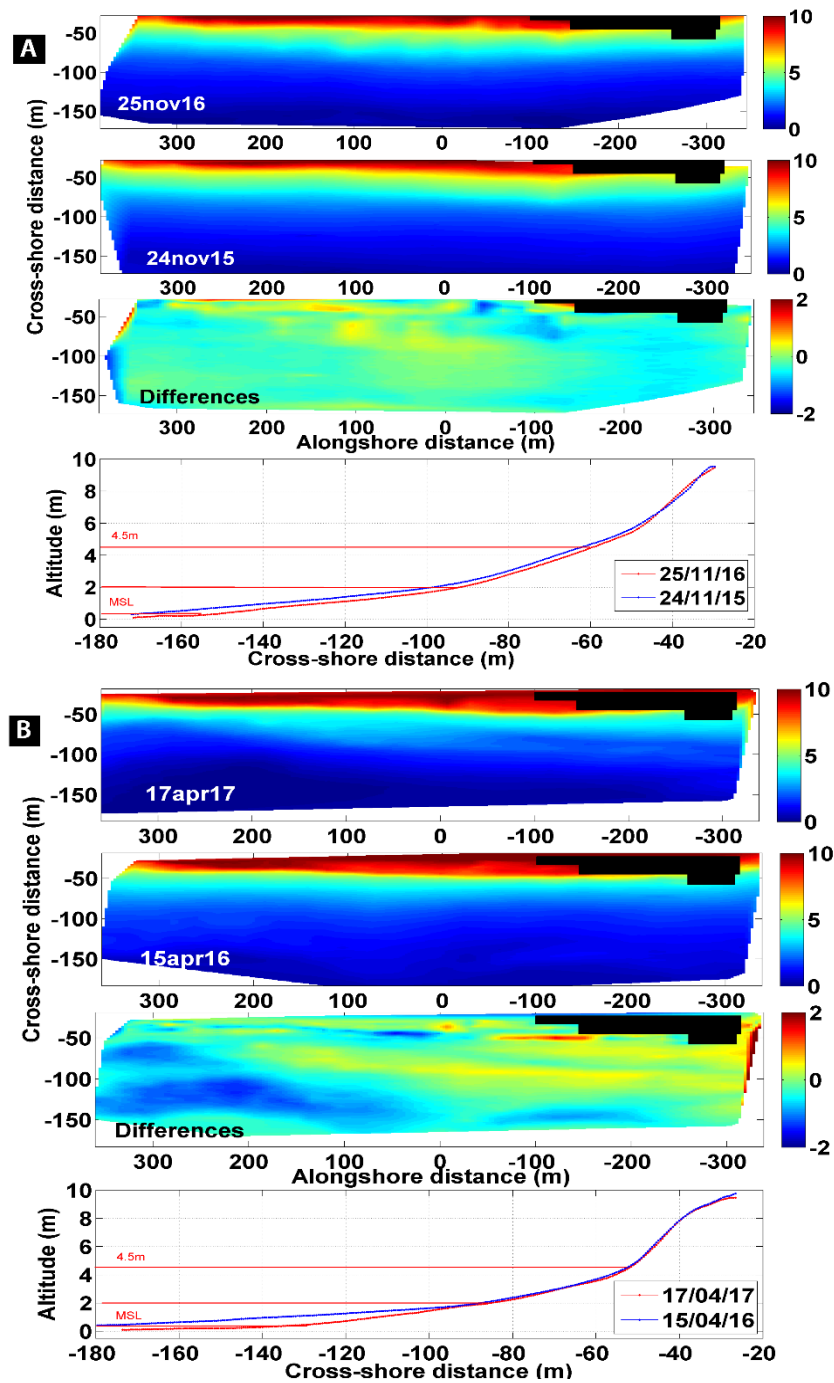 A
-50
-100
-150
25nov16
300 200 100 0 -100 -200 -300
10
5
0
-50
-100
-150
24nov15
300 200 100 0 -100 -200 -300
10
5
0
Cross-shore distance (m)
-50
-100
-150
Differences
300 200 100 0 -100 -200 -300
Alongshore distance (m)
2
0
-2
10
8
6
4
2
0
Altitude (m)
4.5m
MSL
25/11/16
24/11/15
-180 -160 -140 -120 -100 -80 -60 -40 -20
Cross-shore distance (m)
B
-50
-100
-150
17apr17
300 200 100 0 -100 -200 -300
10
5
0
-50
-100
-150
15apr16
300 200 100 0 -100 -200 -300
10
5
0
Cross-shore distance (m)
-50
-100
-150
Differences
300 200 100 0 -100 -200 -300
Alongshore distance (m)
2
0
-2
10
8
6
4
2
0
Altitude (m)
4.5m
MSL
17/04/17
15/04/16
-180 -160 -140 -120 -100 -80 -60 -40 -20
Cross-shore distance (m)